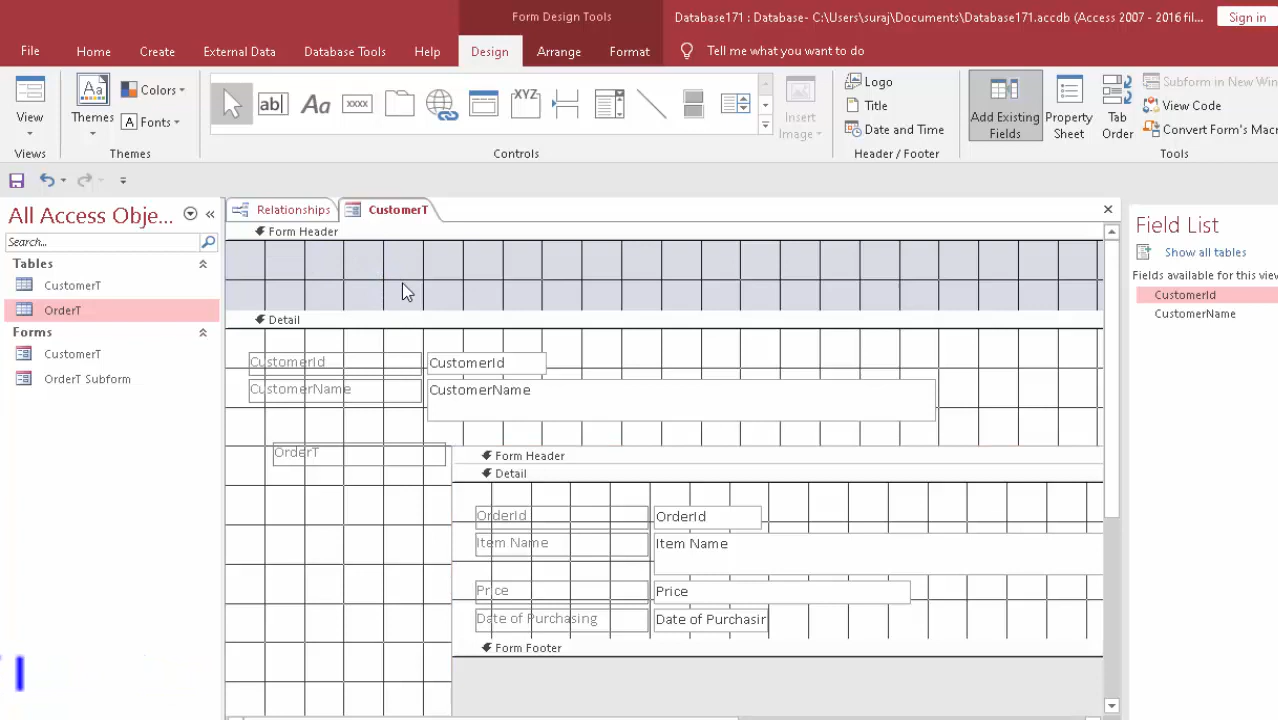 Form Design Tools
Database171 : Database- C:\Users\suraj\Documents\Database171.accdb (Access 2007 - 2016 fil...
Sign in
File
Home
Create
External Data
Database Tools
Help
Design
Arrange
Format
Tell me what you want to do
View
Views
Aa
Themes
Colors
A Fonts
Themes
ab|
Aa
XXXX
XYZ
Controls
Insert
Image
Logo
Title
Date and Time
Header / Footer
Add Existing
Fields
Property
Sheet
Tab
Order
Subform in New Win
View Code
Convert Form's Mac
Tools
All Access Obje...
Search...
Tables
CustomerT
OrderT
Forms
CustomerT
OrderT Subform
Relationships
CustomerT
Form Header
Detail
CustomerId
CustomerId
CustomerName
CustomerName
OrderT
Form Header
Detail
OrderId
OrderId
Item Name
Item Name
Price
Price
Date of Purchasing
Date of Purchasir
Form Footer
Field List
Show all tables
Fields available for this view
CustomerId
CustomerName